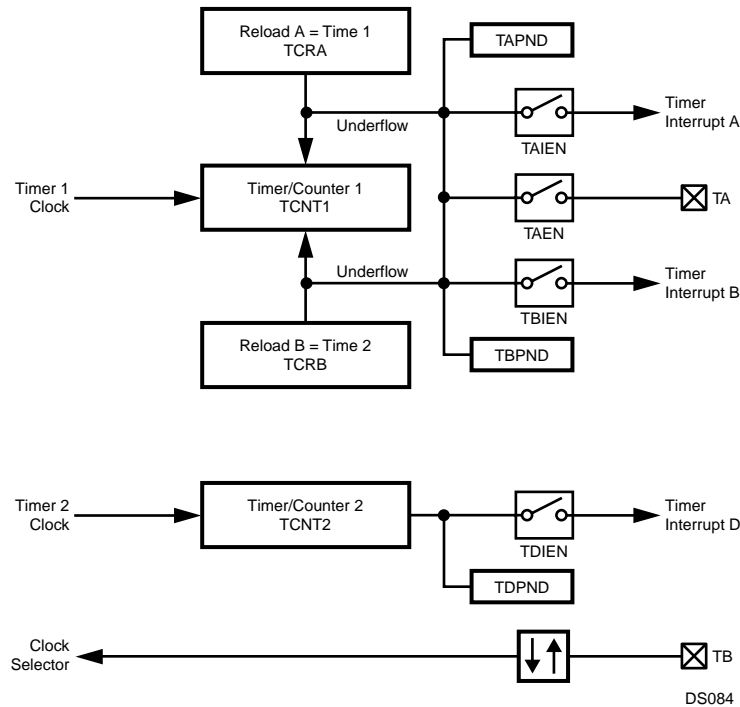 Reload A = Time 1
TCRA
TAPND
Underflow
TAIEN
Timer
Interrupt A
Timer 1
Clock
Timer/Counter 1
TCNT1
TAEN
TA
Underflow
TBIEN
Timer
Interrupt B
Reload B = Time 2
TCRB
TBPND
Timer 2
Clock
Timer/Counter 2
TCNT2
TDIEN
Timer
Interrupt D
TDPND
Clock
Selector
TB
DS084